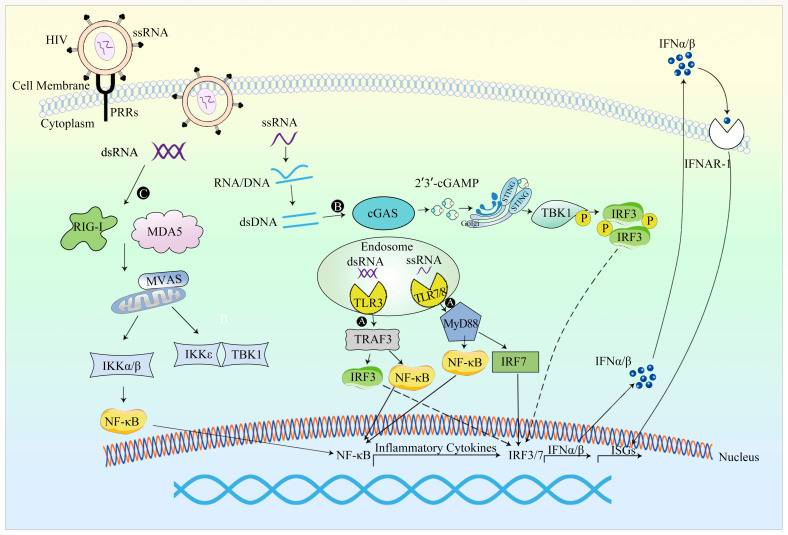 HIV
ssRNA
IFNα/β
Cell Membrane
PRRs
Cytoplasm
IFNAR-1
dsRNA
ssRNA
RNA/DNA
C
B
2′3′-cGAMP
STING
STING
Golgi
RIG-I
MDA5
dsDNA
cGAS
TBK1
P
IRF3
P
P
IRF3
Endosome
dsRNA
ssRNA
TLR3
TLR7/8
MVAS
A
A
B
TRAF3
MyD88
IKKα/β
IKKε
TBK1
IRF3
NF-κB
NF-κB
IRF7
IFNα/β
NF-κB
NF-κB
Inflammatory Cytokines
IRF3/7
IFNα/β
ISGs
Nucleus